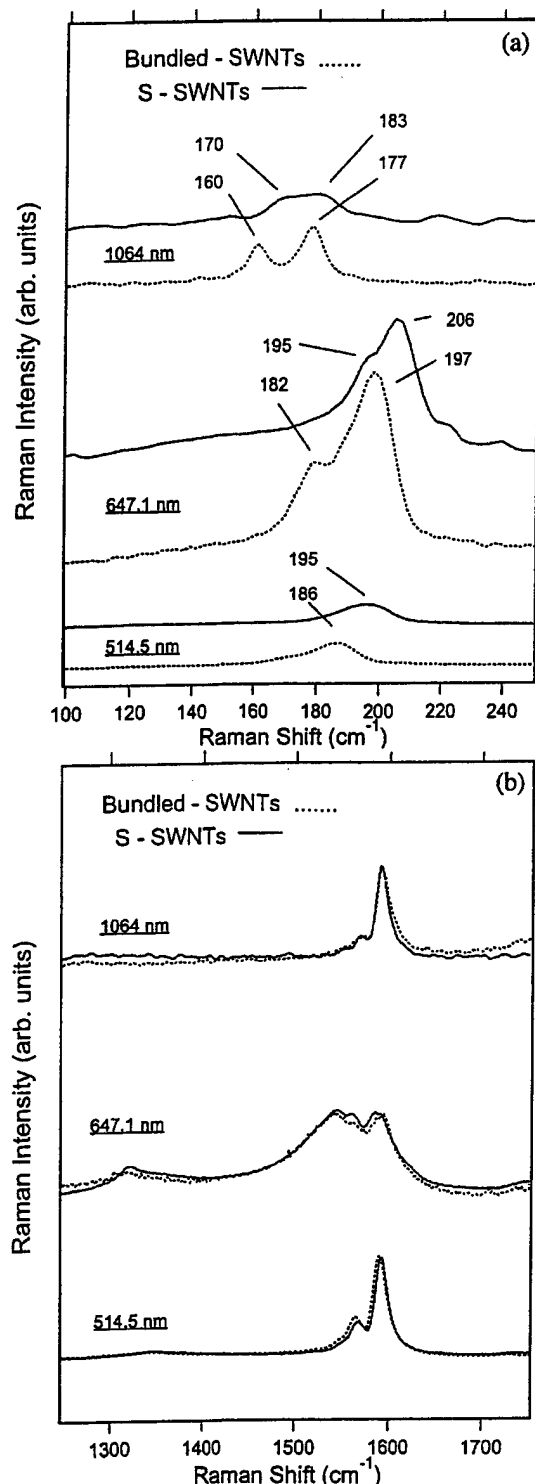 (a)
Bundled - SWNTs .......
S - SWNTs
183
170
177
160
1064 nm
206
195
197
182
647.1 nm
195
186
514.5 nm
Raman Intensity (arb. units)
100 120 140 160 180 200 220 240
Raman Shift (cm-1)
(b)
Bundled - SWNTs .......
S - SWNTs
1064 nm
647.1 nm
514.5 nm
Raman Intensity (arb. units)
1300 1400 1500 1600 1700
Raman Shift (cm-1)